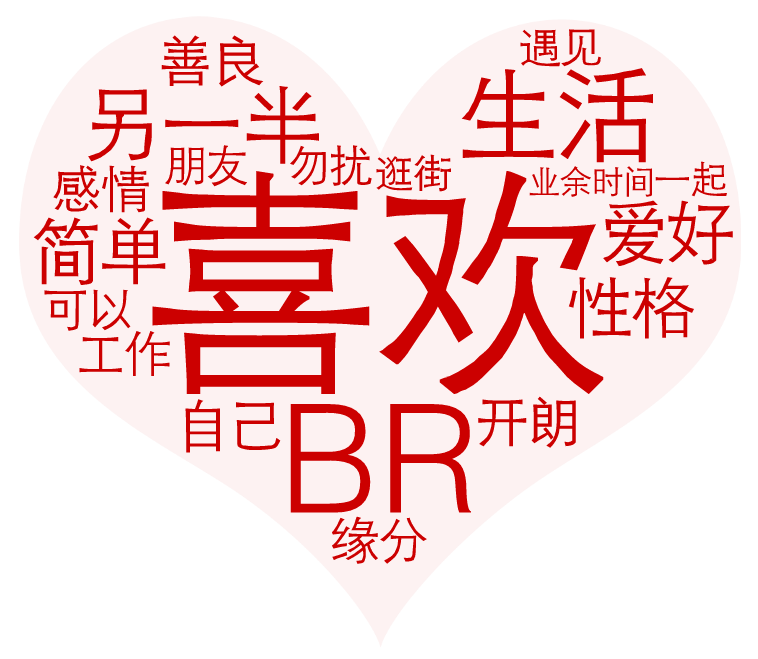 遇见
善良
生活
另一半
朋友
勿扰
逛街
业余时间
一起
感情
爱好
简单
喜欢
性格
可以
工作
自己
BR
开朗
缘分